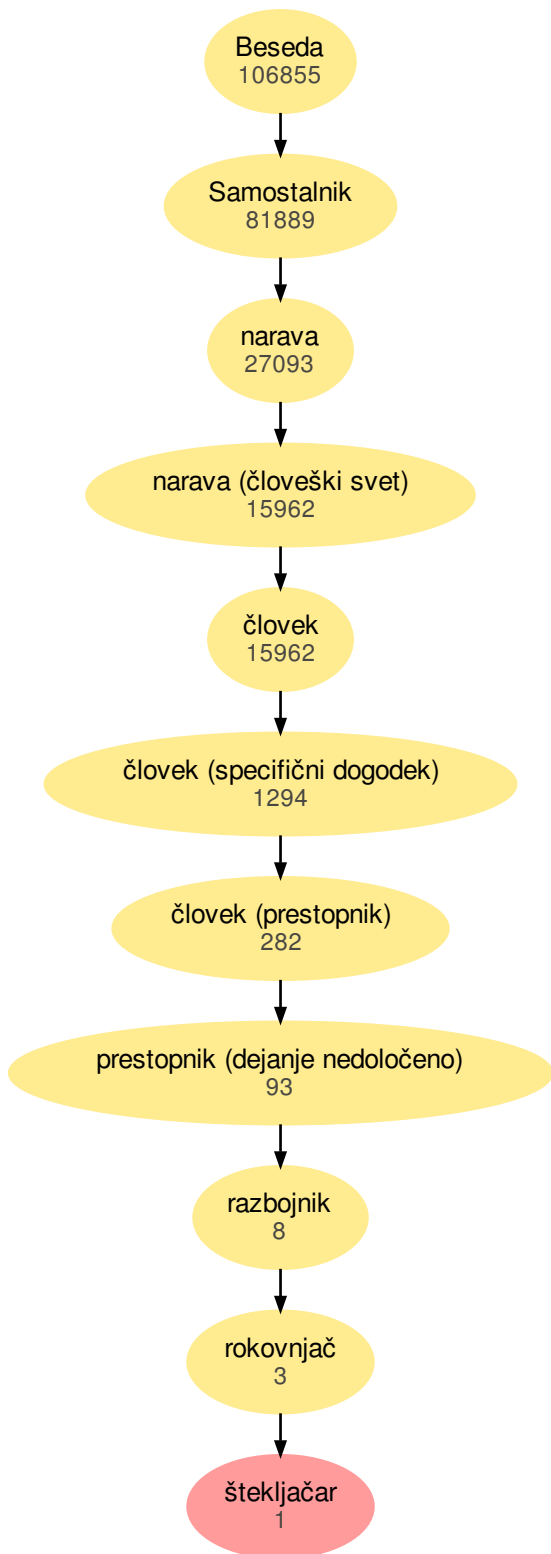 Beseda
106855
Samostalnik
81889
narava
27093
narava (človeški svet)
15962
človek
15962
človek (specifični dogodek)
1294
človek (prestopnik)
282
prestopnik (dejanje nedoločeno)
93
razbojnik
8
rokovnjač
3
štekljačar
1